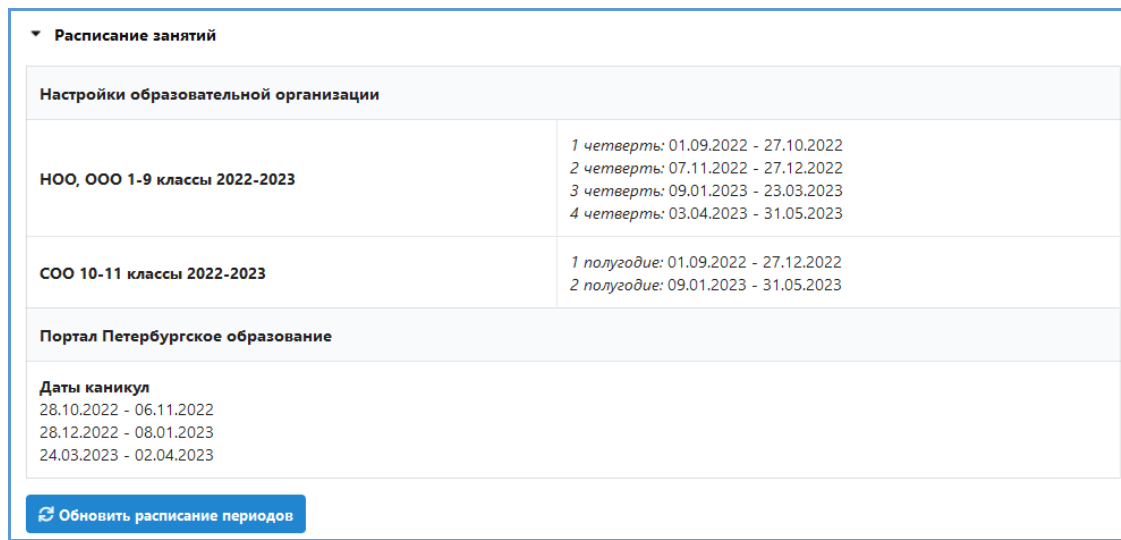 Расписание занятий
Настройки образовательной организации
НОО, ООО 1-9 классы 2022-2023
1 четверть: 01.09.2022 - 27.10.2022
2 четверть: 07.11.2022 - 27.12.2022
3 четверть: 09.01.2023 - 23.03.2023
4 четверть: 03.04.2023 - 31.05.2023
СОО 10-11 классы 2022-2023
1 полугодие: 01.09.2022 - 27.12.2022
2 полугодие: 09.01.2023 - 31.05.2023
Портал Петербургское образование
Даты каникул
28.10.2022 - 06.11.2022
28.12.2022 - 08.01.2023
24.03.2023 - 02.04.2023
Обновить расписание периодов